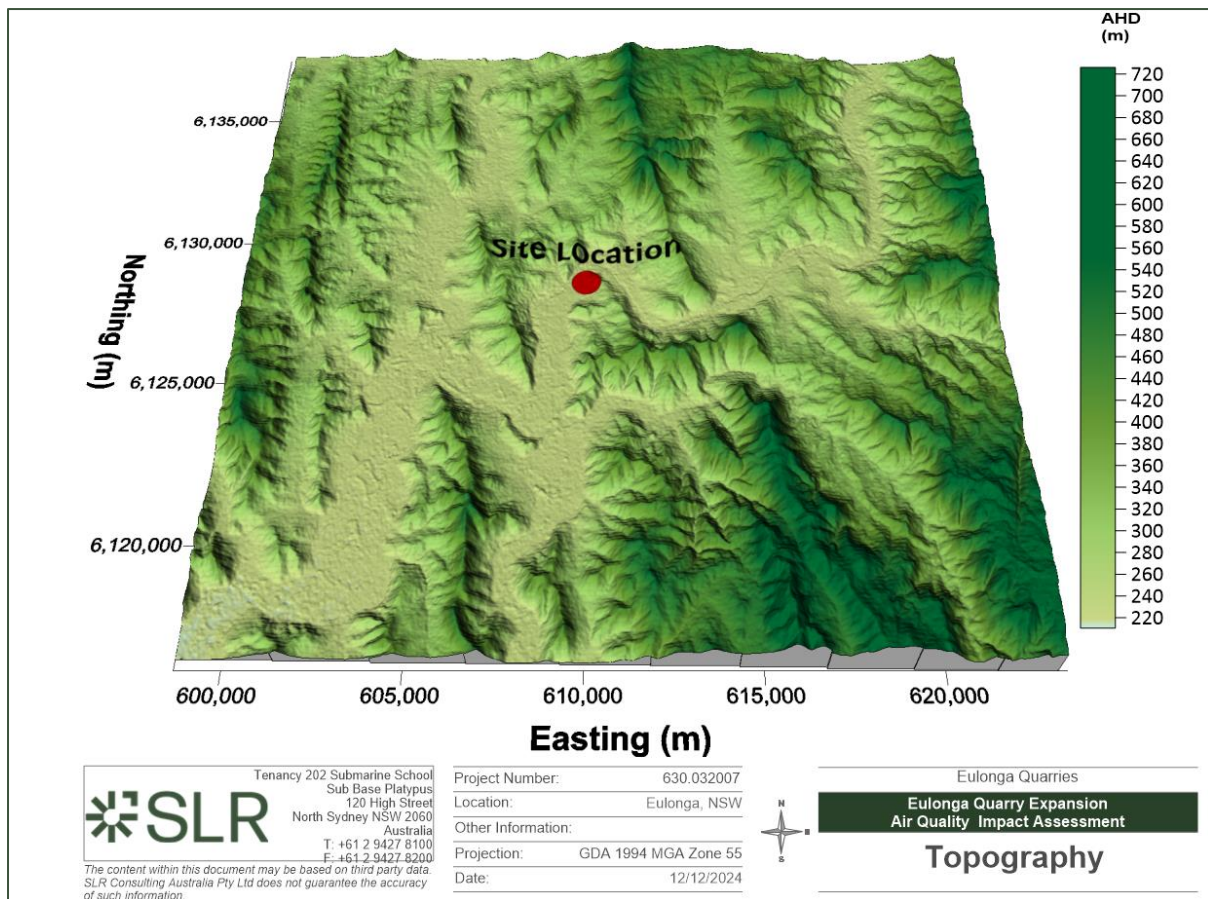 AHD
(m)
720
700
680
660
640
620
600
580
560
540
520
500
480
460
440
420
400
380
360
340
320
300
280
260
240
220
6,135,000
6,130,000
6,125,000
6,120,000
Northing (m)
Site Location
600,000
605,000
610,000
615,000
620,000
Easting (m)
SLR
Tenancy 202 Submarine School
Sub Base Platypus
120 High Street
North Sydney NSW 2060
Australia
T: +61 2 9427 8100
F: +61 2 9427 8200
The content within this document may be based on third party data.
SLR Consulting Australia Pty Ltd does not guarantee the accuracy
of such information
Project Number: 630.032007
Location: Eulonga, NSW
Other Information:
Projection: GDA 1994 MGA Zone 55
Date: 12/12/2024
N
S
Eulonga Quarries
Eulonga Quarry Expansion
Air Quality Impact Assessment
Topography